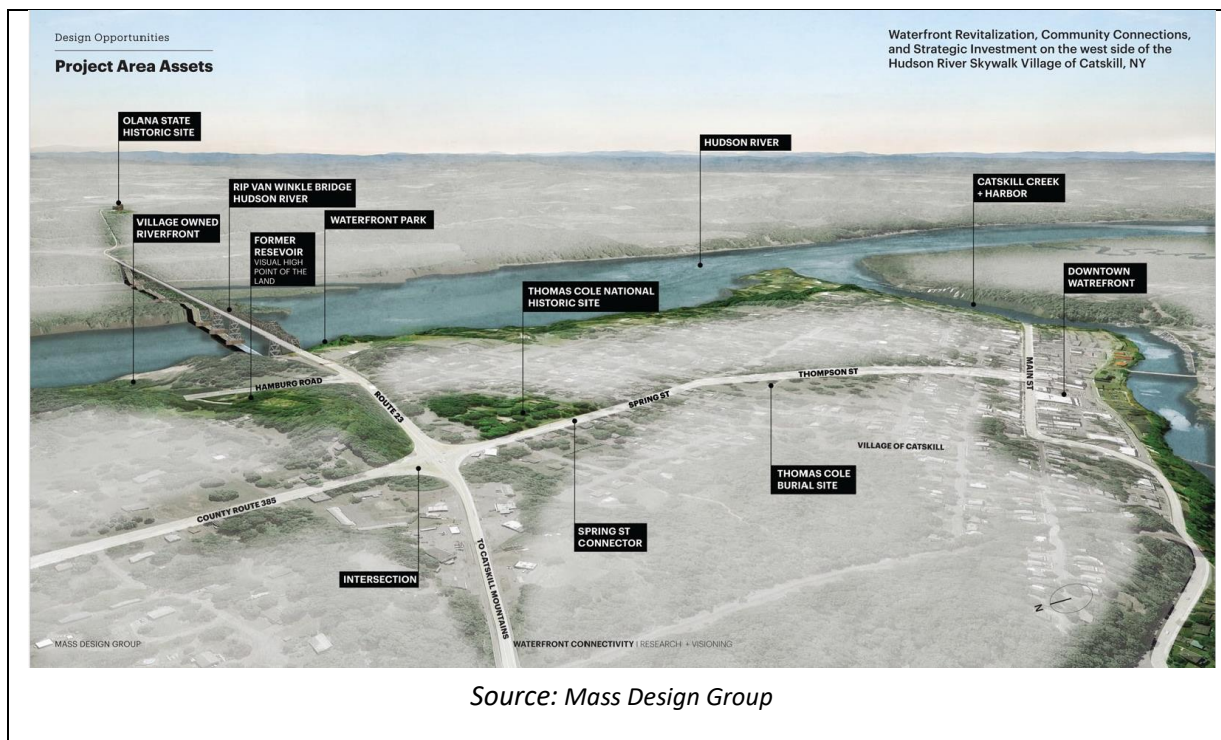 Design Opportunities
Project Area Assets
Waterfront Revitalization, Community Connections,
and Strategic Investment on the west side of the
Hudson River Skywalk Village of Catskill, NY
OLANA STATE
HISTORIC SITE
HUDSON RIVER
RIP VAN WINKLE BRIDGE
HUDSON RIVER
CATSKILL CREEK
+ HARBOR
VILLAGE OWNED
RIVERFRONT
WATERFRONT PARK
FORMER
RESEVOIR
VISUAL HIGH
POINT OF THE
LAND
DOWNTOWN
WATREFRONT
THOMAS COLE NATIONAL
HISTORIC SITE
HAMBURG ROAD
ROUTE 23
SPRING ST
THOMPSON ST
MAIN ST
VILLAGE OF CATSKILL
THOMAS COLE
BURIAL SITE
COUNTY ROUTE 385
SPRING ST
CONNECTOR
INTERSECTION
TO CATSKILL MOUNTAINS
N
MASS DESIGN GROUP
WATERFRONT CONNECTIVITY | RESEARCH + VISIONING
Source: Mass Design Group